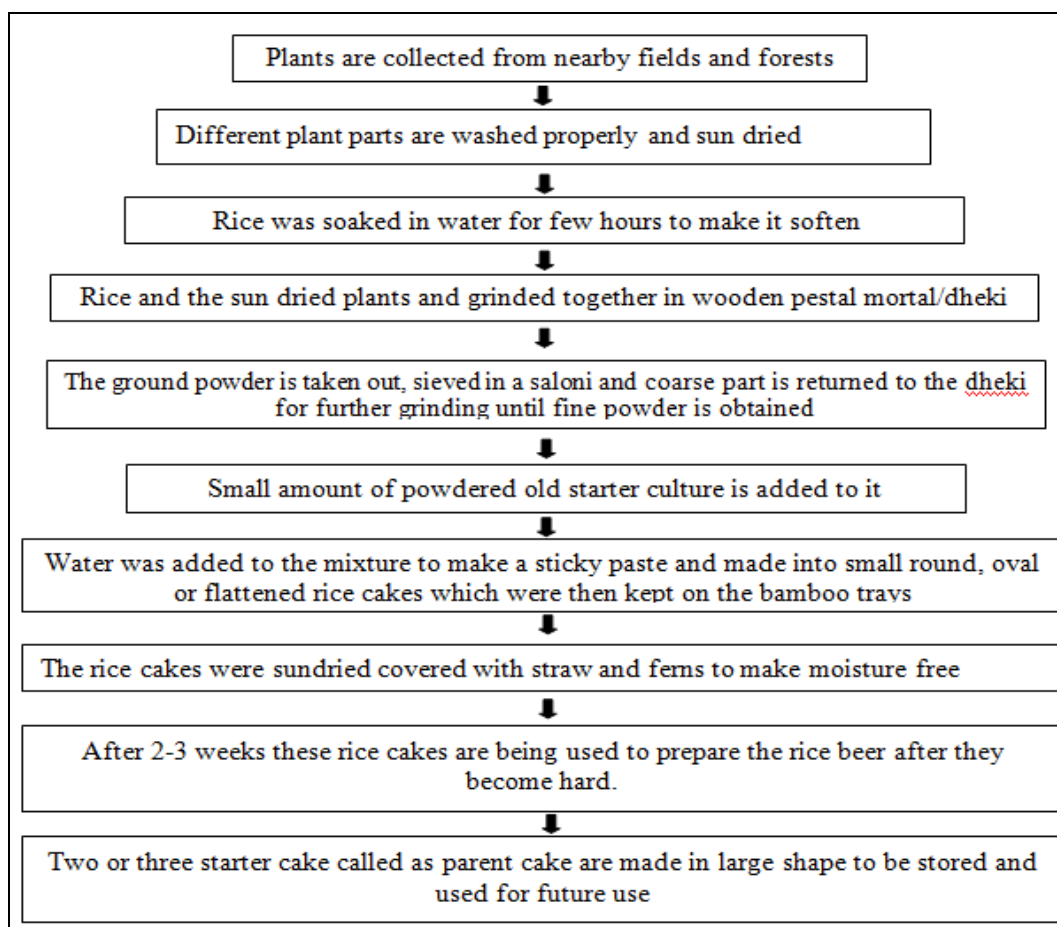 Plants are collected from nearby fields and forests
Different plant parts are washed properly and sun dried
Rice was soaked in water for few hours to make it soften
Rice and the sun dried plants and grinded together in wooden pestal mortal/dheki
The ground powder is taken out, sieved in a saloni and coarse part is returned to the dheki
for further grinding until fine powder is obtained
Small amount of powdered old starter culture is added to it
Water was added to the mixture to make a sticky paste and made into small round, oval
or flattened rice cakes which were then kept on the bamboo trays
The rice cakes were sundried covered with straw and ferns to make moisture free
After 2-3 weeks these rice cakes are being used to prepare the rice beer after they
become hard.
Two or three starter cake called as parent cake are made in large shape to be stored and
used for future use